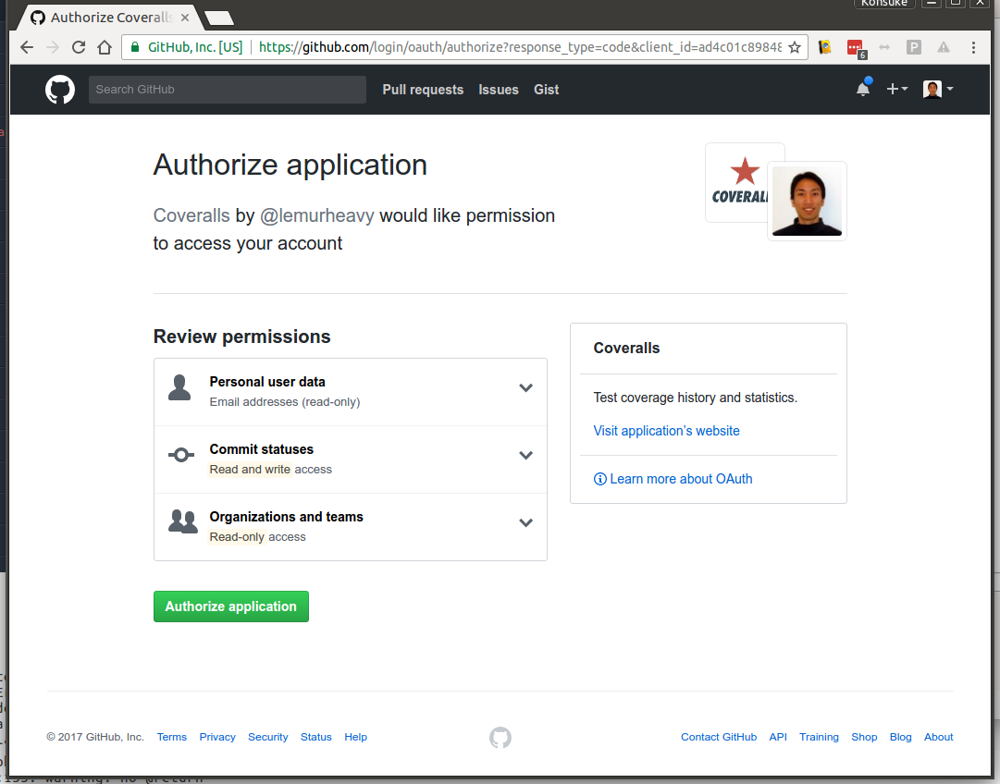 Konsuke
Authorize Coveralls
GitHub, Inc. [US] https://github.com/login/oauth/authorize?response_type=code&client_id=ad4c01c89848
6
P
Search GitHub
Pull requests Issues Gist
Authorize application
COVERALL
Coveralls by @lemurheavy would like permission
to access your account
Review permissions
Personal user data
Email addresses (read-only)
Commit statuses
Read and write access
Organizations and teams
Read-only access
Coveralls
Test coverage history and statistics.
Visit application's website
Learn more about OAuth
Authorize application
© 2017 GitHub, Inc. Terms Privacy Security Status Help
Contact GitHub API Training Shop Blog About